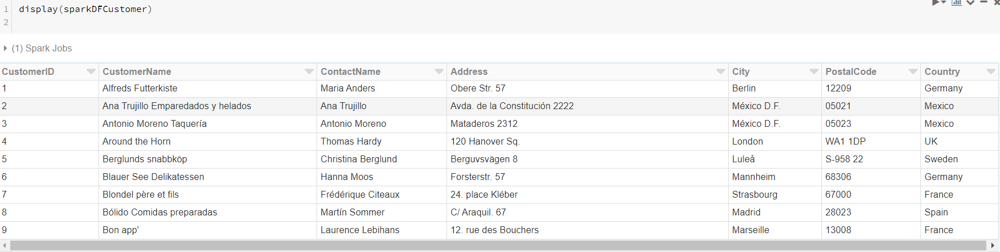 1 display(sparkDFCustomer)
2
(1) Spark Jobs
CustomerID CustomerName ContactName Address City PostalCode Country
1 Alfreds Futterkiste Maria Anders Obere Str. 57 Berlin 12209 Germany
2 Ana Trujillo Emparedados y helados Ana Trujillo Avda. de la Constitución 2222 México D.F. 05021 Mexico
3 Antonio Moreno Taquería Antonio Moreno Mataderos 2312 México D.F. 05023 Mexico
4 Around the Horn Thomas Hardy 120 Hanover Sq. London WA1 1DP UK
5 Berglunds snabbköp Christina Berglund Berguvsvägen 8 Luleå S-958 22 Sweden
6 Blauer See Delikatessen Hanna Moos Forsterstr. 57 Mannheim 68306 Germany
7 Blondel père et fils Frédérique Citeaux 24. place Kléber Strasbourg 67000 France
8 Bólido Comidas preparadas Martín Sommer C/ Araquil. 67 Madrid 28023 Spain
9 Bon app' Laurence Lebihans 12. rue des Bouchers Marseille 13008 France